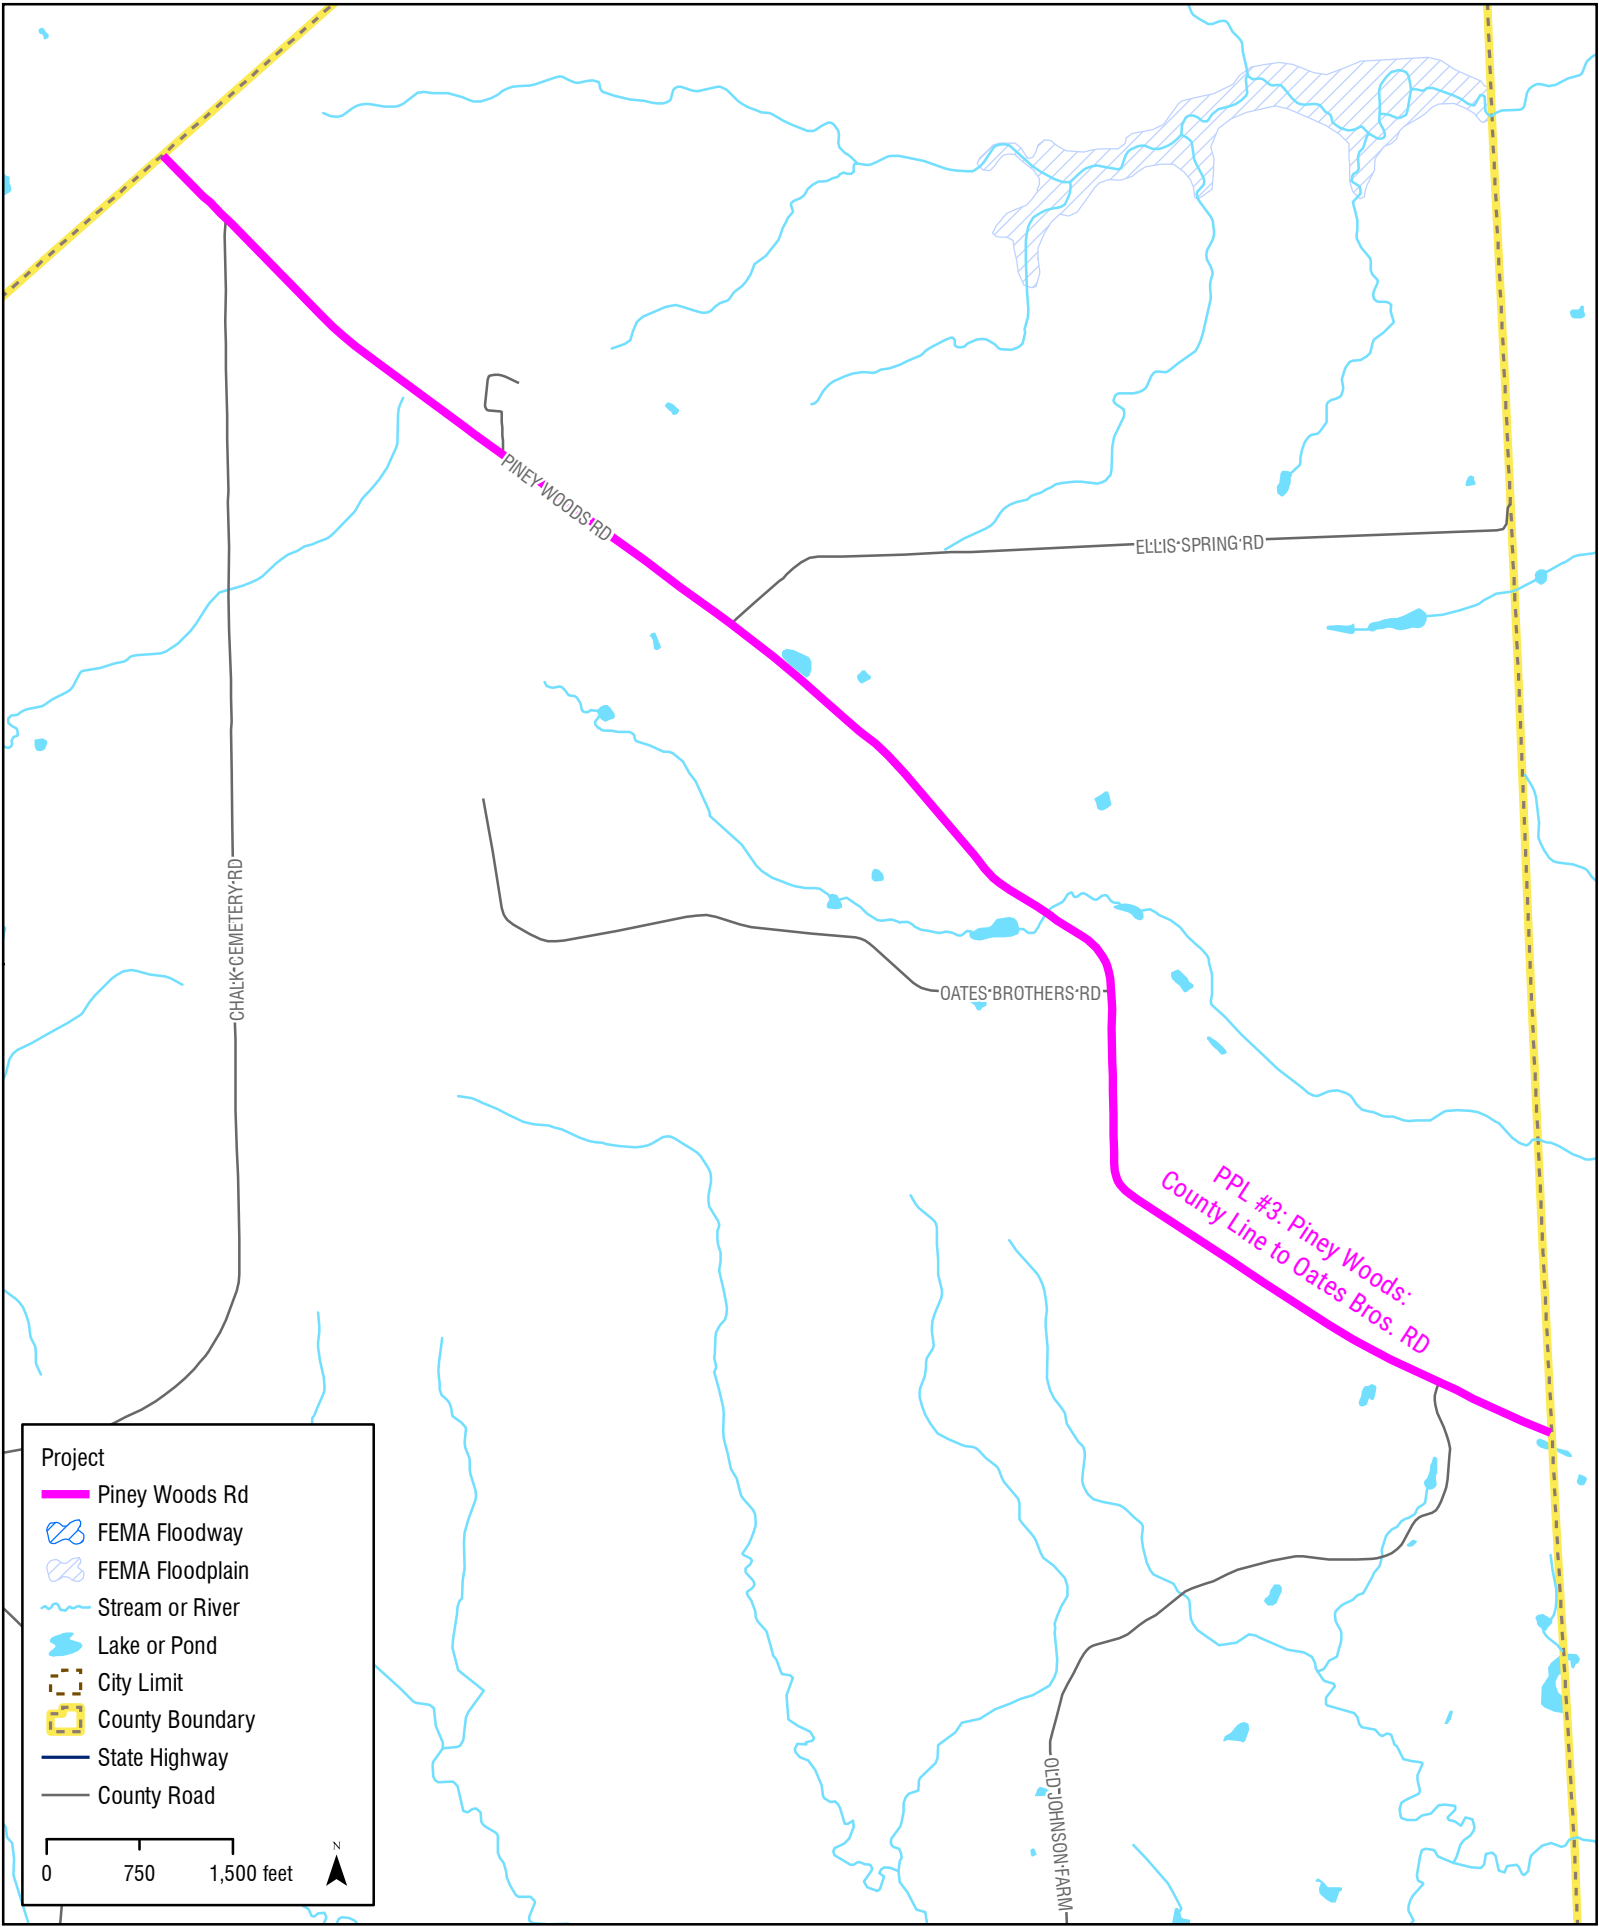 PINEY WOODS RD
ELLIS SPRING RD
CHALK CEMETERY RD
OATES BROTHERS RD
PPL #3: Piney Woods:
County Line to Oates Bros. RD
OLD JOHNSON FARM
Project
Piney Woods Rd
FEMA Floodway
FEMA Floodplain
Stream or River
Lake or Pond
City Limit
County Boundary
State Highway
County Road
N
0 750 1,500 feet